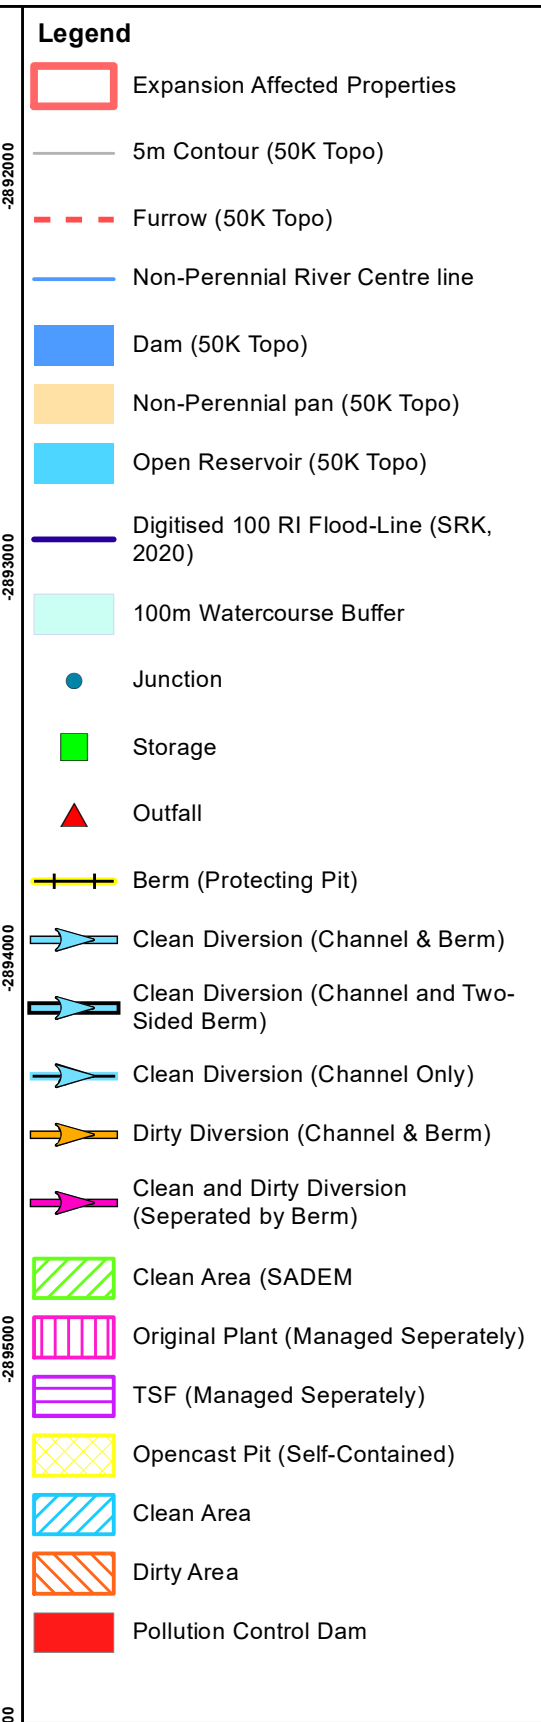 Legend
Expansion Affected Properties
5m Contour (50K Topo)
Furrow (50K Topo)
Non-Perennial River Centre line
Dam (50K Topo)
Non-Perennial pan (50K Topo)
Open Reservoir (50K Topo)
Digitised 100 RI Flood-Line (SRK,
2020)
100m Watercourse Buffer
Junction
Storage
Outfall
Berm (Protecting Pit)
Clean Diversion (Channel & Berm)
Clean Diversion (Channel and Two-
Sided Berm)
Clean Diversion (Channel Only)
Dirty Diversion (Channel & Berm)
Clean and Dirty Diversion
(Seperated by Berm)
Clean Area (SADEM
Original Plant (Managed Seperately)
TSF (Managed Seperately)
Opencast Pit (Self-Contained)
Clean Area
Dirty Area
Pollution Control Dam
-2892000
-2893000
-2894000
-2895000
00